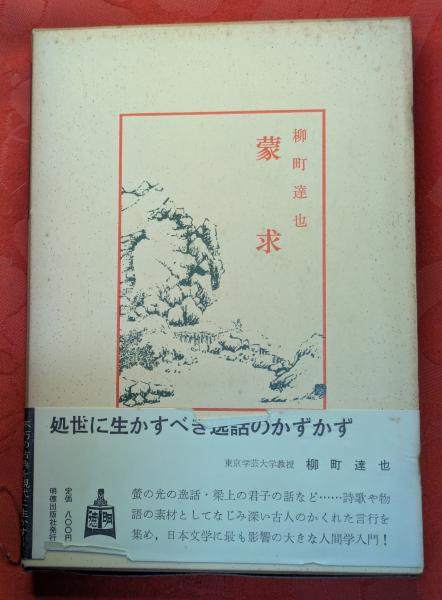 柳町達也
蒙求
処世に生かすべき逸話のかずかず
東京学芸大学教授 柳町達也
螢の光の逸話・梁上の君子の話など……詩歌や物
語の素材としてなじみ深い古人のかくれた言行を
集め，日本文学に最も影響の大きな人間学入門！
定価 八〇〇円
明徳出版社発行
明徳